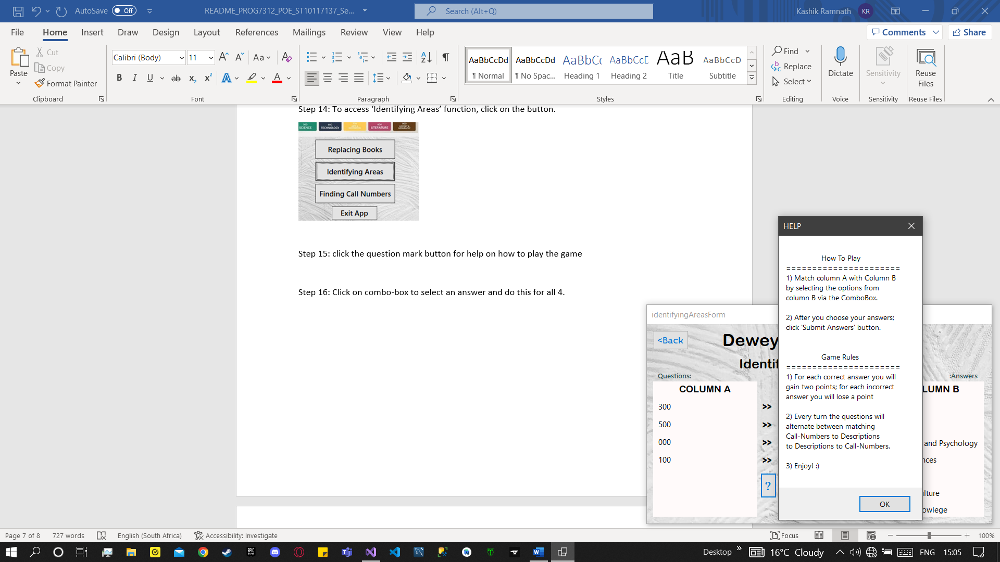 AutoSave Off
README_PROG7312_POE_ST10117137_Se...
Search (Alt+Q)
Kashik Ramnath KR
File Home Insert Draw Design Layout References Mailings Review View Help
Comments
Share
Paste
Cut
Copy
Format Painter
Clipboard
Calibri (Body) 11
Font
Paragraph
AaBbCcDd AaBbCcDd AaBbCc AaBbCcD AaB AaBbCcD
¶ Normal ¶ No Spac... Heading 1 Heading 2 Title Subtitle
Styles
Find
Replace
Select
Editing
Dictate
Voice
Sensitivity
Sensitivity
Reuse
Files
Reuse Files
Step 14: To access ‘Identifying Areas’ function, click on the button.
SCIENCE TECHNOLOGY LITERATURE
Replacing Books
Identifying Areas
Finding Call Numbers
Exit App
Step 15: click the question mark button for help on how to play the game
Step 16: Click on combo-box to select an answer and do this for all 4.
identifyingAreasForm
<Back
Dewey
Identif
Questions:
:Answers
COLUMN A
LUMN B
300 >>
500 >>
000 >>
100 >>
and Psychology
nces
lture
owlege
?
HELP
How To Play
======================
1) Match column A with Column B
by selecting the options from
column B via the ComboBox.
2) After you choose your answers;
click 'Submit Answers' button.
Game Rules
======================
1) For each correct answer you will
gain two points; for each incorrect
answer you will lose a point
2) Every turn the questions will
alternate between matching
Call-Numbers to Descriptions
to Descriptions to Call-Numbers.
3) Enjoy! :)
OK
Page 7 of 8 727 words English (South Africa) Accessibility: Investigate
Focus
100%
Desktop
16°C Cloudy
ENG
15:05